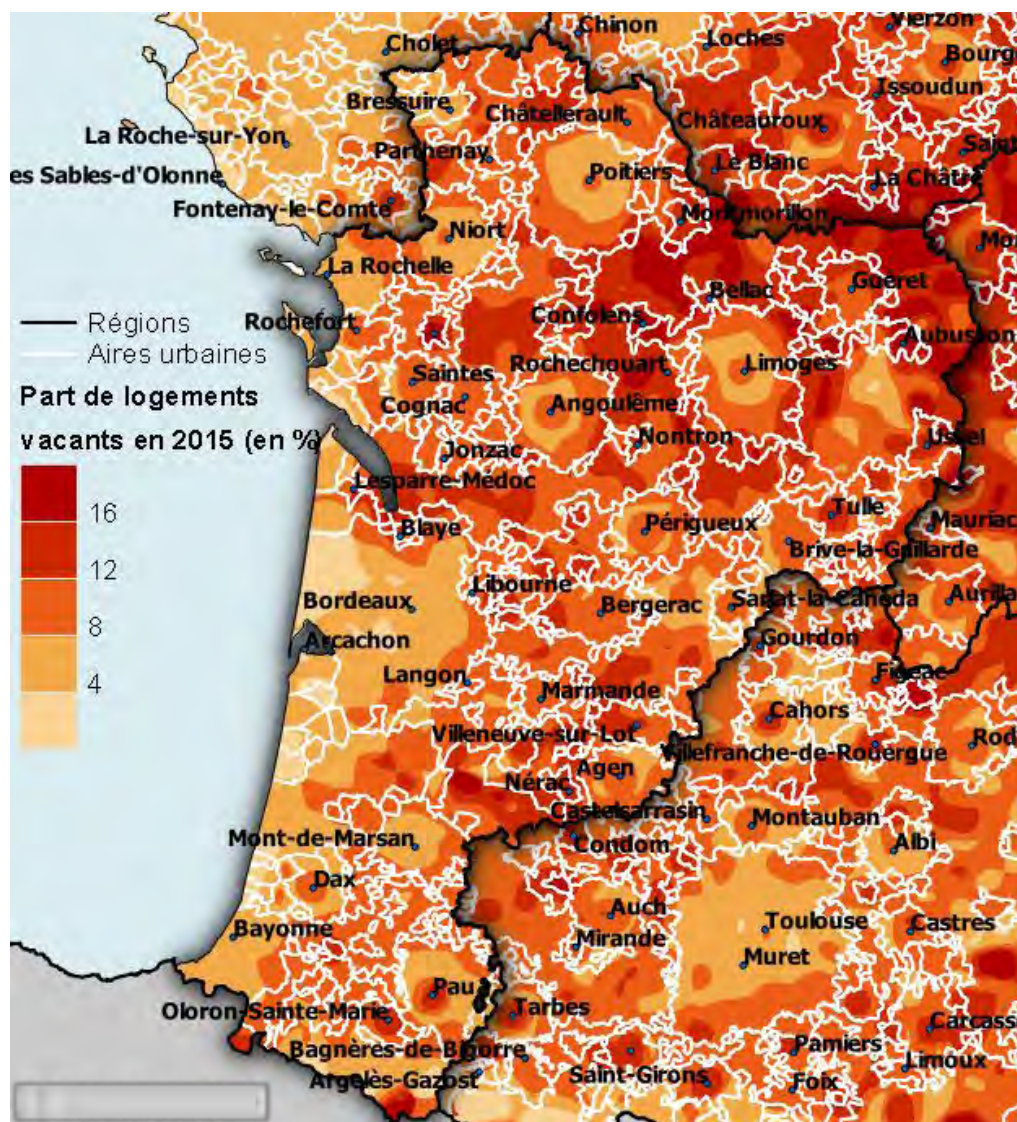 Chinon
Vierzon
Cholet
Loches
Bourg
Issoudun
Bressuire
Châtellerault
Châteauroux
La Roche-sur-Yon
Parthenay
Le Blanc
Saint
Poitiers
es Sables-d'Olonne
La Châtre
Fontenay-le-Comte
Montmorillon
Niort
Mon
La Rochelle
Guéret
Bellac
Régions
Rochefort
Confolens
Aubusson
Aires urbaines
Rochechouart
Limoges
Saintes
Part de logements
Cognac
Angoulême
vacants en 2015 (en %)
Nontron
Ussel
Jonzac
Lesparre-Médoc
16
Tulle
Blaye
Périgueux
Mauriac
Brive-la-Gaillarde
12
Libourne
Bordeaux
Bergerac
Sarlat-la-Canéda
Aurilla
8
Arcachon
Gourdon
Langon
Figeac
4
Marmande
Cahors
Villeneuve-sur-Lot
Villefranche-de-Rouergue
Rod
Agen
Nérac
Castelsarrasin
Montauban
Mont-de-Marsan
Condom
Albi
Dax
Auch
Bayonne
Toulouse
Castres
Mirande
Muret
Pau
Oloron-Sainte-Marie
Tarbes
Carcass
Bagnères-de-Bigorre
Pamiers
Limoux
Argelès-Gazost
Saint-Girons
Foix